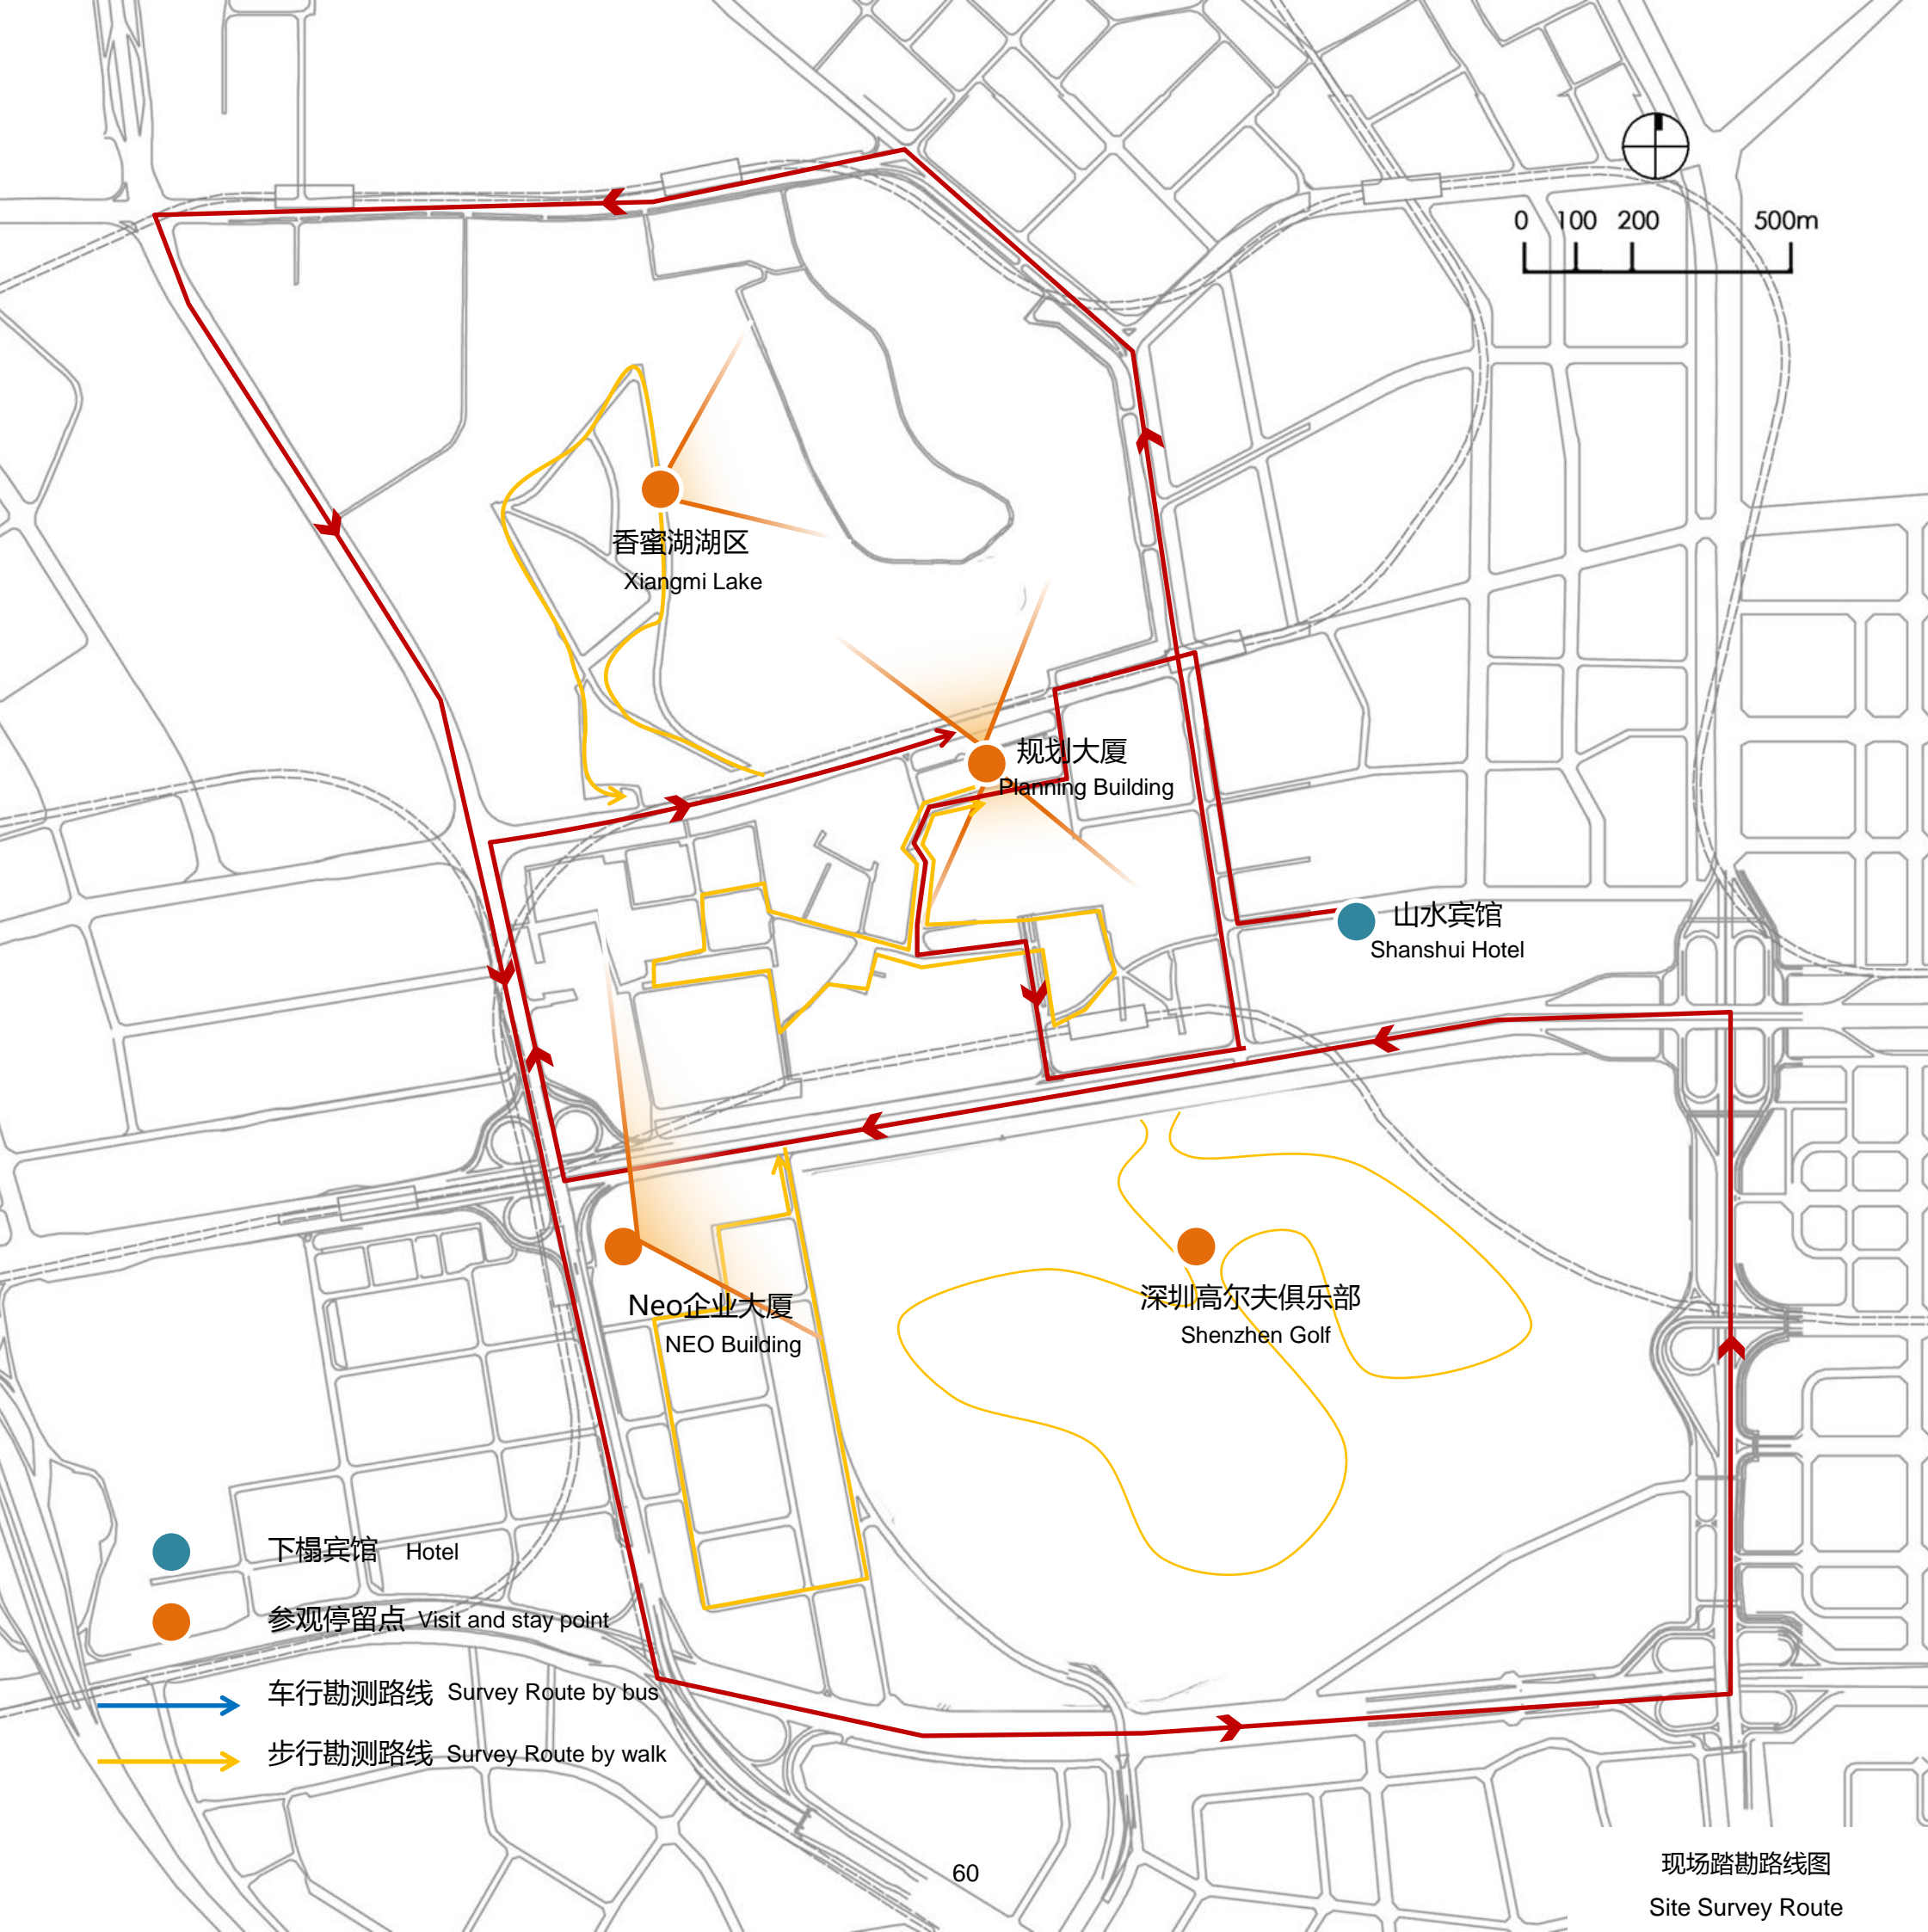 0 100 200 500m
香蜜湖湖区
Xiangmi Lake
规划大厦
Planning Building
山水宾馆
Shanshui Hotel
Neo企业大厦
NEO Building
深圳高尔夫俱乐部
Shenzhen Golf
下榻宾馆 Hotel
参观停留点 Visit and stay point
车行勘测路线 Survey Route by bus
步行勘测路线 Survey Route by walk
60
现场踏勘路线图
Site Survey Route